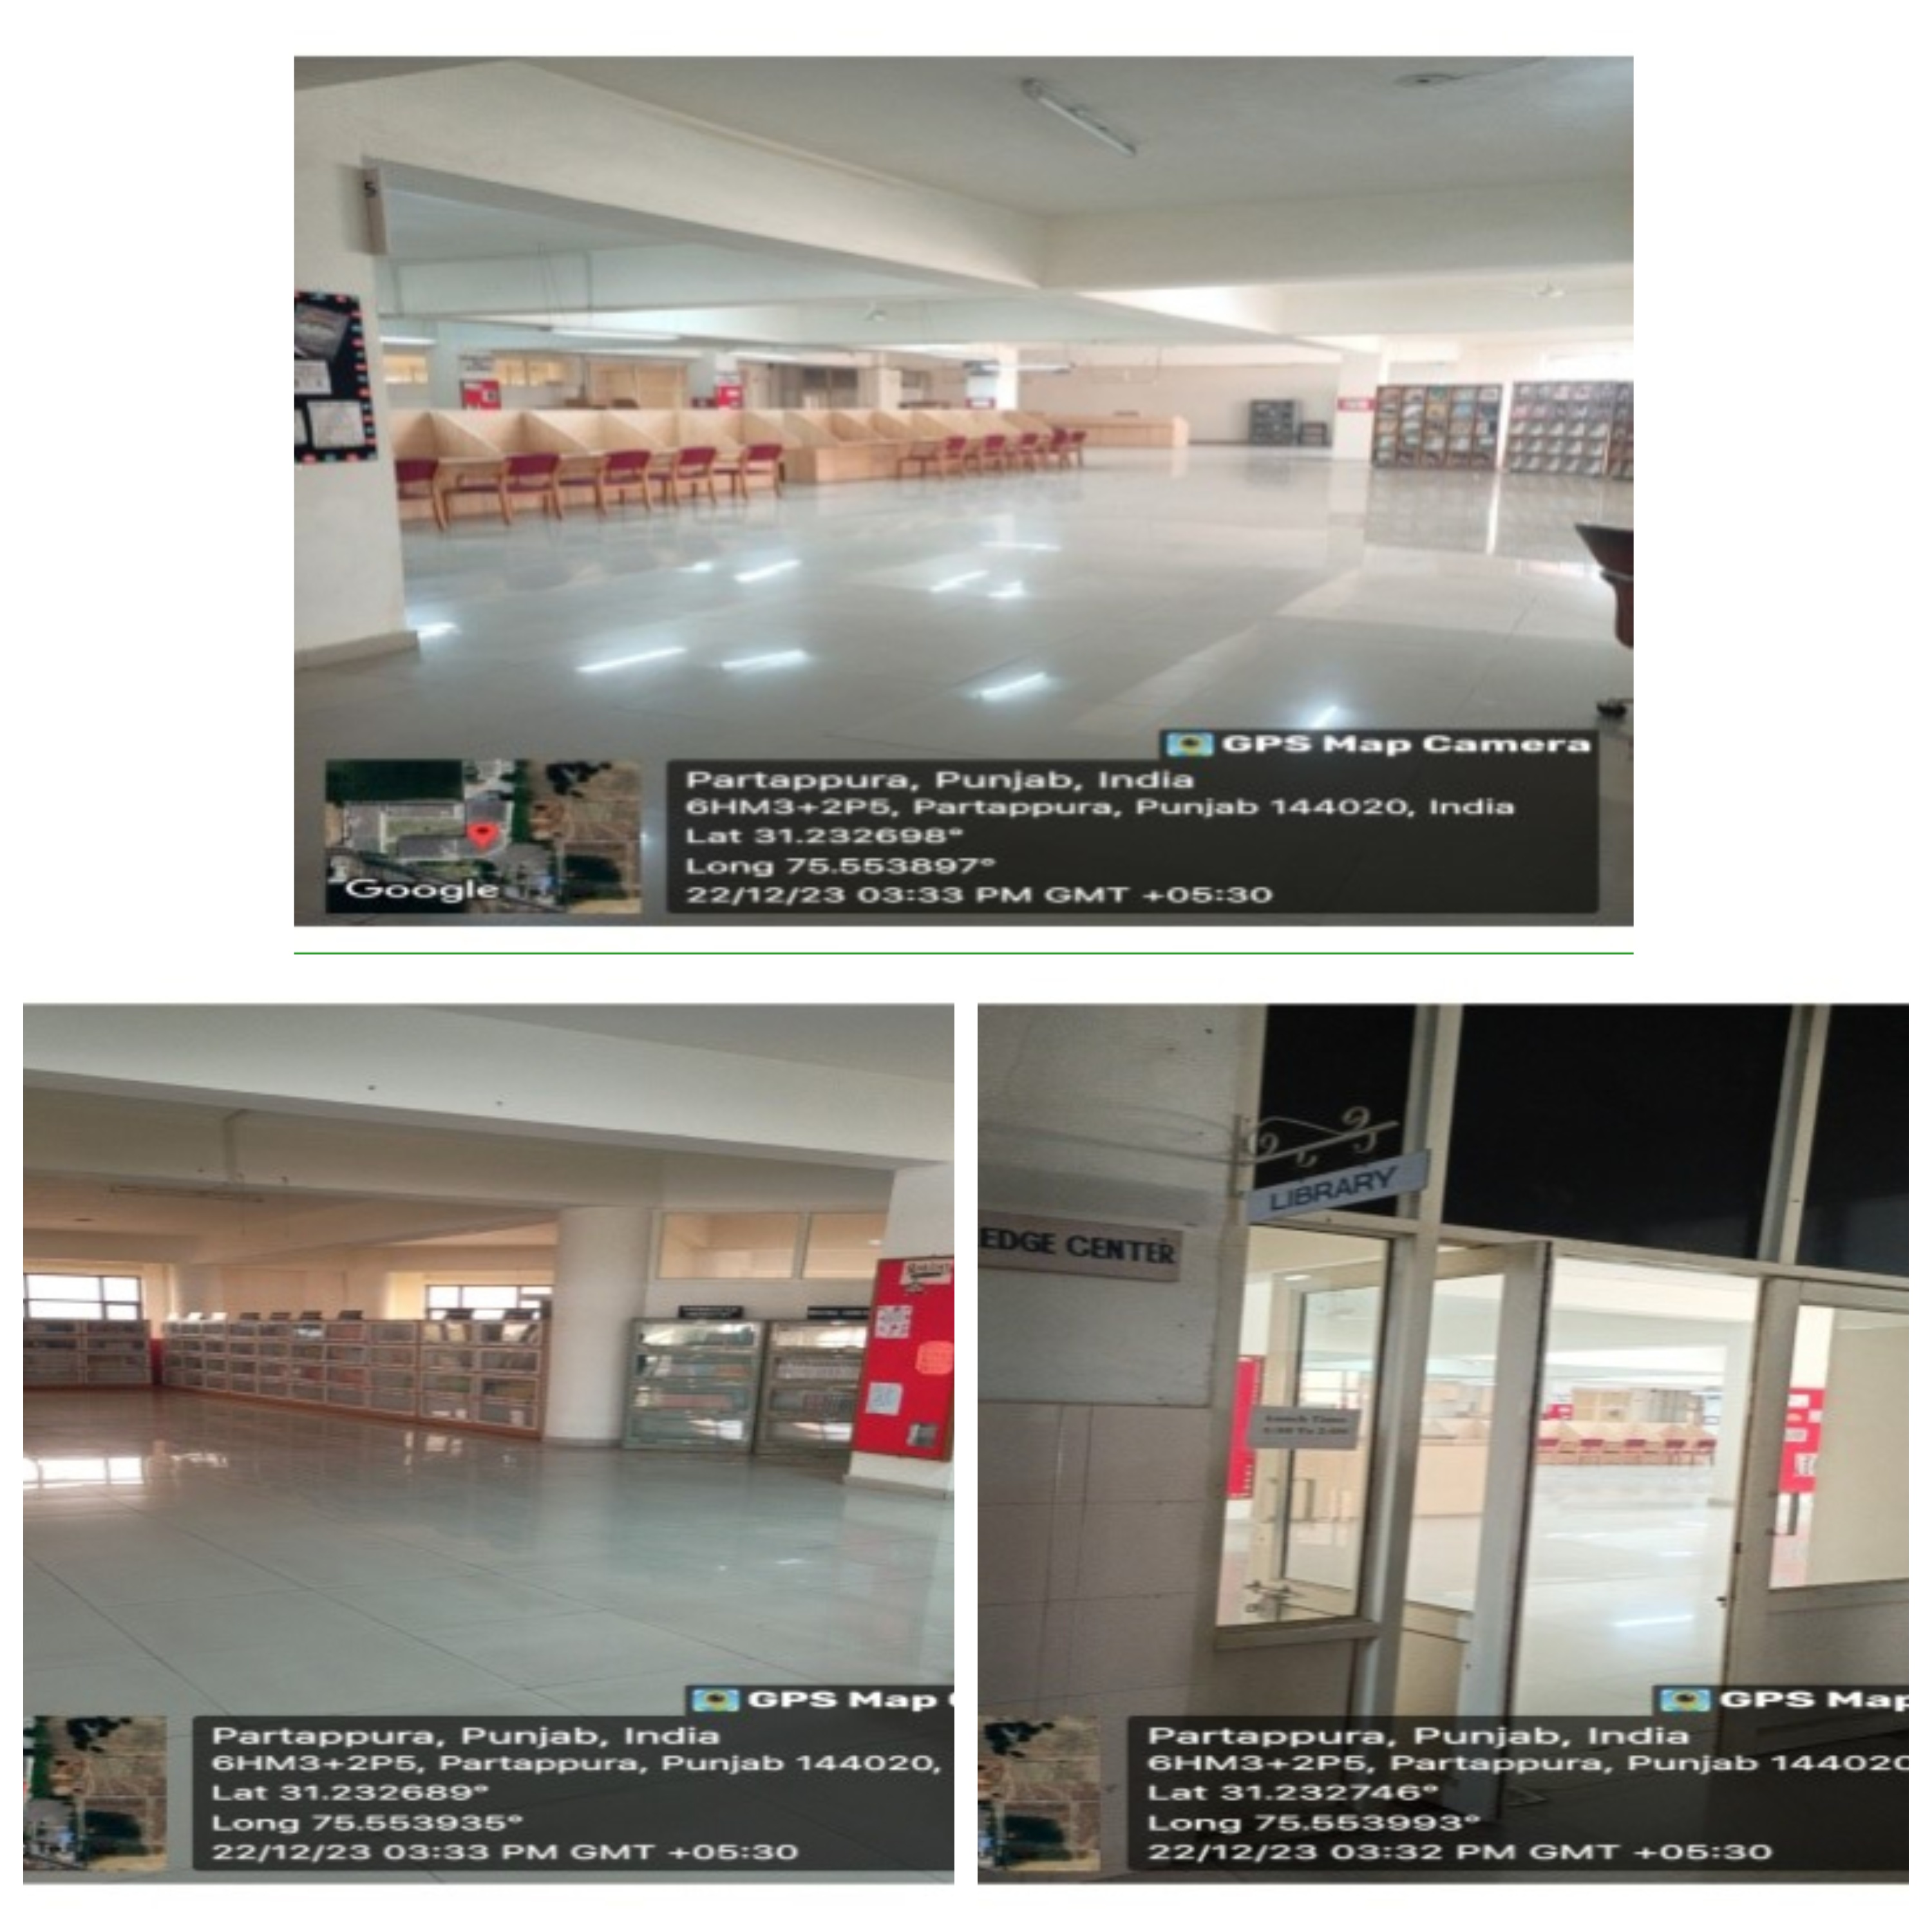 5
GPS Map Camera
Partappura, Punjab, India
6HM3+2P5, Partappura, Punjab 144020, India
Lat 31.232698°
Long 75.553897°
22/12/23 03:33 PM GMT +05:30
Google
GPS Map
Partappura, Punjab, India
6HM3+2P5, Partappura, Punjab 144020,
Lat 31.232689°
Long 75.553935°
22/12/23 03:33 PM GMT +05:30
LIBRARY
EDGE CENTER
Lunch Time
GPS Map
Partappura, Punjab, India
6HM3+2P5, Partappura, Punjab 144020
Lat 31.232746°
Long 75.553993°
22/12/23 03:32 PM GMT +05:30